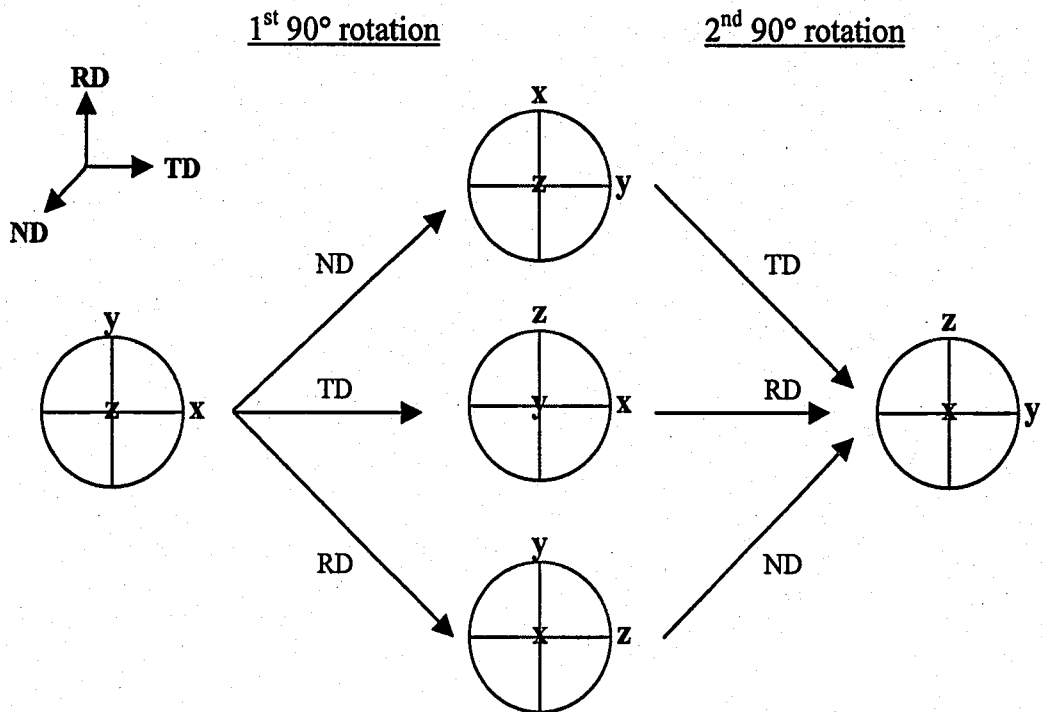 1st 90° rotation
2nd 90° rotation
RD
TD
ND
x
z y
ND
TD
y
z x
z
y x
TD
RD
z
x y
RD
ND
y
x z